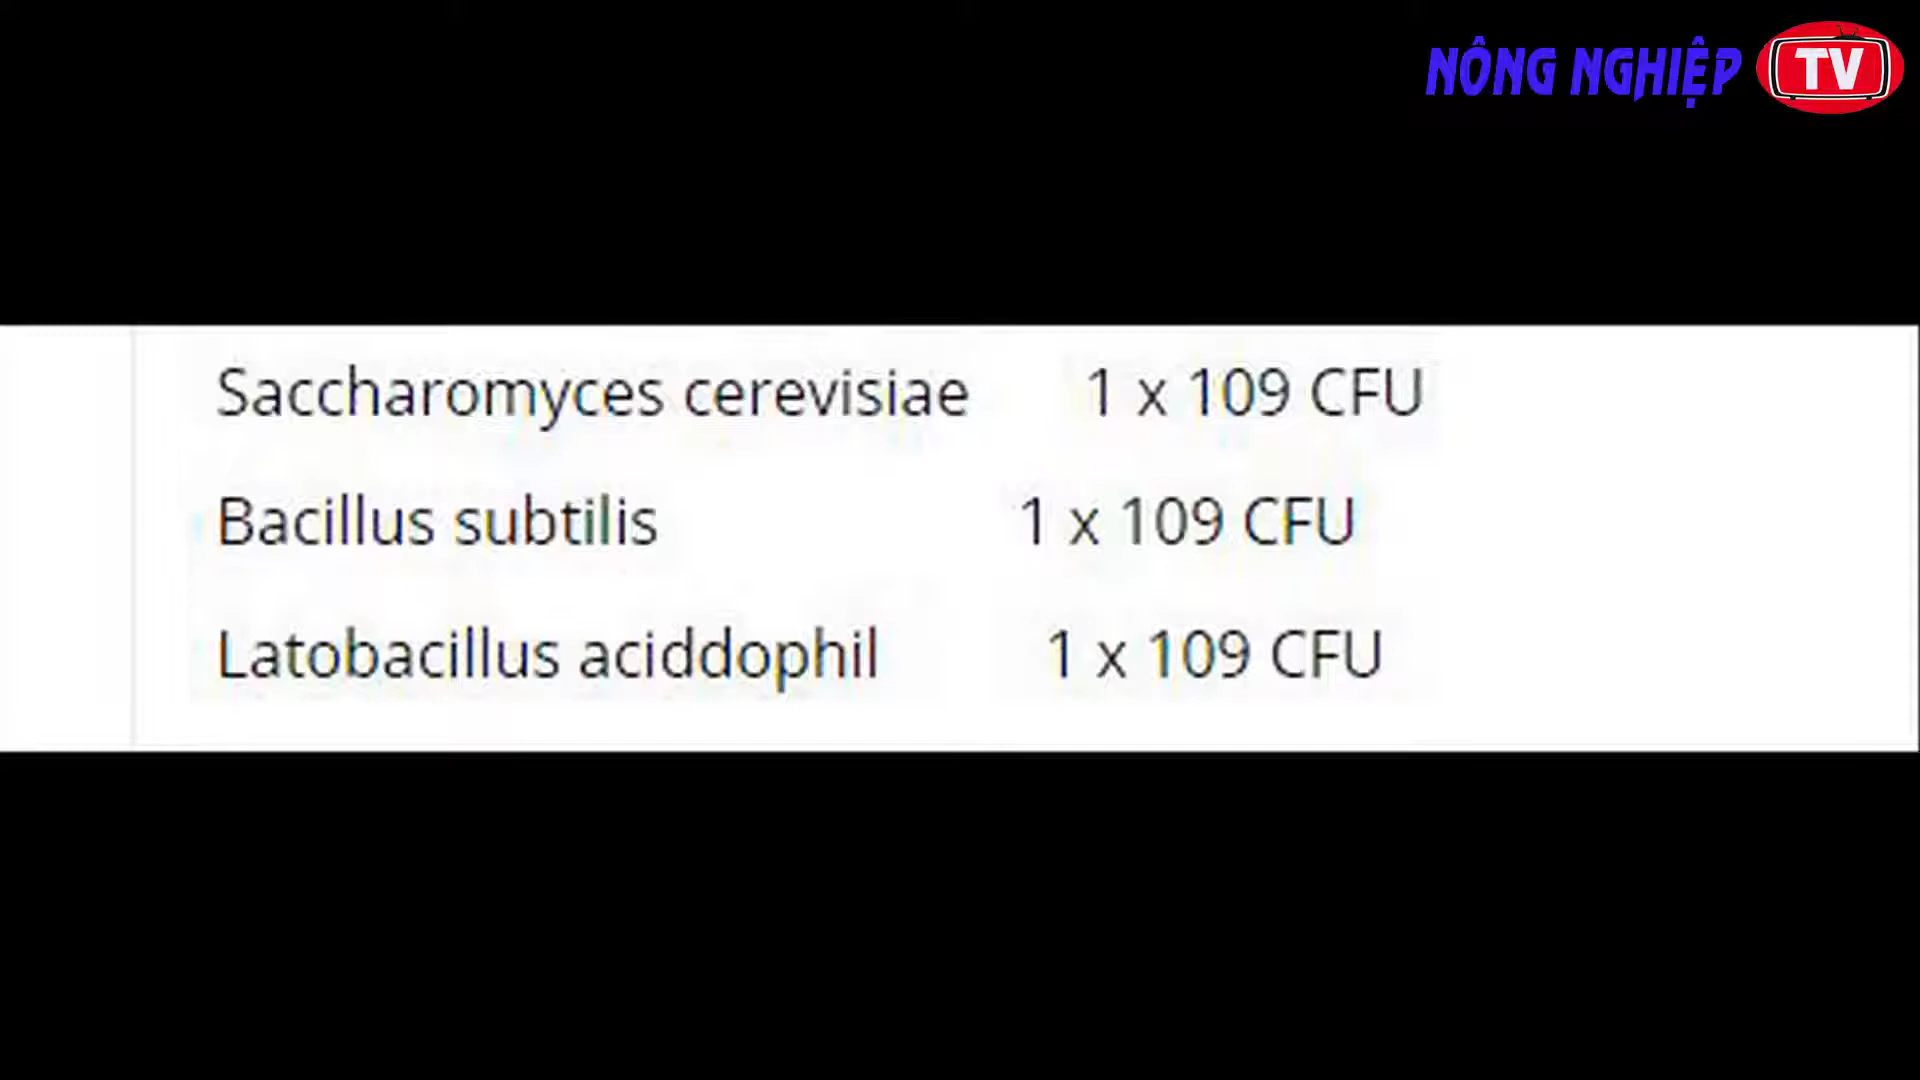 NÔNG NGHIỆP TV
Saccharomyces cerevisiae 1 x 109 CFU
Bacillus subtilis 1 x 109 CFU
Latobacillus aciddophil 1 x 109 CFU